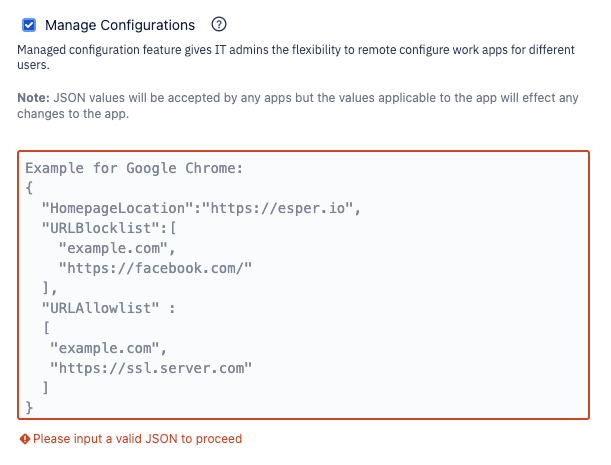 Manage Configurations ?
Managed configuration feature gives IT admins the flexibility to remote configure work apps for different
users.
Note: JSON values will be accepted by any apps but the values applicable to the app will effect any
changes to the app.
Example for Google Chrome:
{
  "HomepageLocation":"https://esper.io",
  "URLBlocklist":[
    "example.com",
    "https://facebook.com/"
  ],
  "URLAllowlist" :
  [
   "example.com",
   "https://ssl.server.com"
  ]
}
Please input a valid JSON to proceed